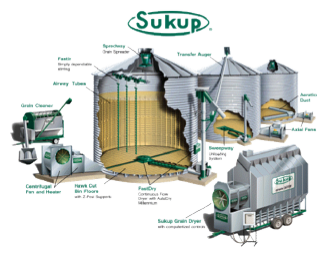 Sukup
Speedway
Grain Spreader
Transfer Auger
Fastir
Simply dependable
stirring
Airway Tubes
Grain Cleaner
Aeration
Duct
Axial Fans
Sweepway
Unloading
System
Centrifugal
Fan and Heater
Hawk Cut
Bin Floors
with Z-Post Supports
FastDry
Continuous Flow
Dryer with AutoDry
Millennium
Sukup Grain Dryer
with computerized controls